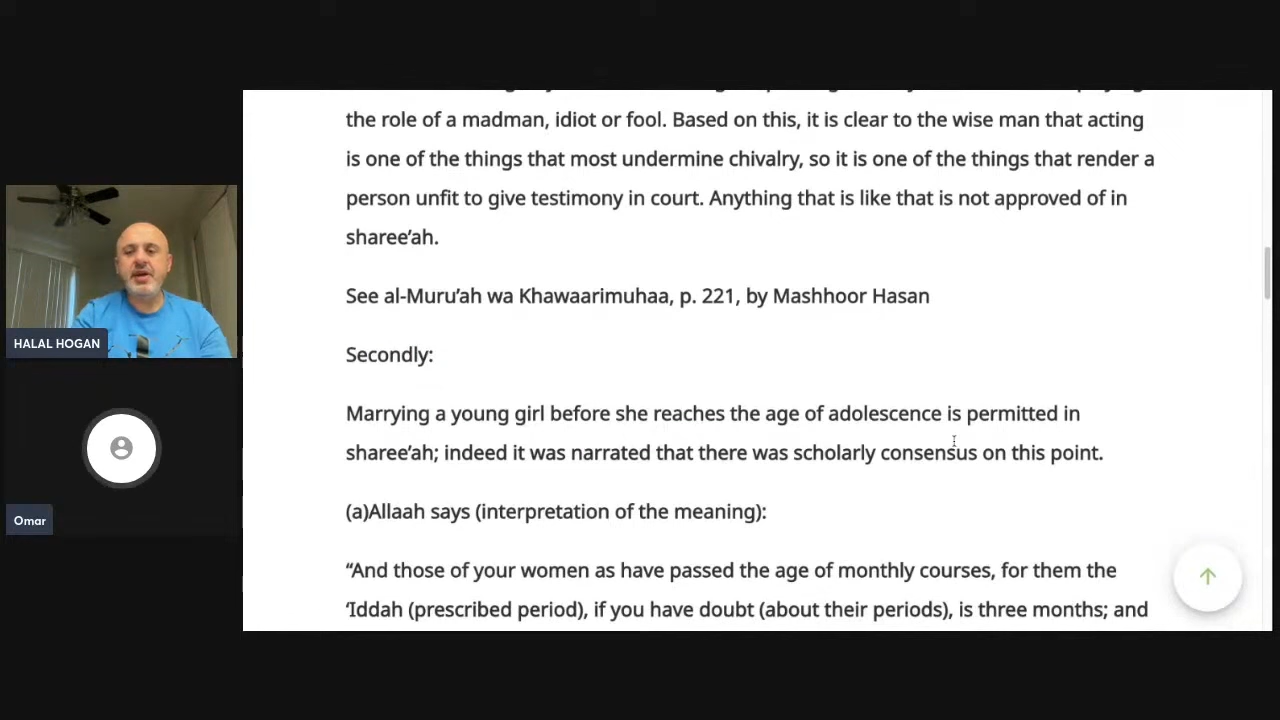 the role of a madman, idiot or fool. Based on this, it is clear to the wise man that acting
is one of the things that most undermine chivalry, so it is one of the things that render a
person unfit to give testimony in court. Anything that is like that is not approved of in
sharee’ah.
See al-Muru’ah wa Khawaarimuhaa, p. 221, by Mashhoor Hasan
Secondly:
Marrying a young girl before she reaches the age of adolescence is permitted in
sharee’ah; indeed it was narrated that there was scholarly consensus on this point.
(a)Allaah says (interpretation of the meaning):
“And those of your women as have passed the age of monthly courses, for them the
‘Iddah (prescribed period), if you have doubt (about their periods), is three months; and
HALAL HOGAN
Omar